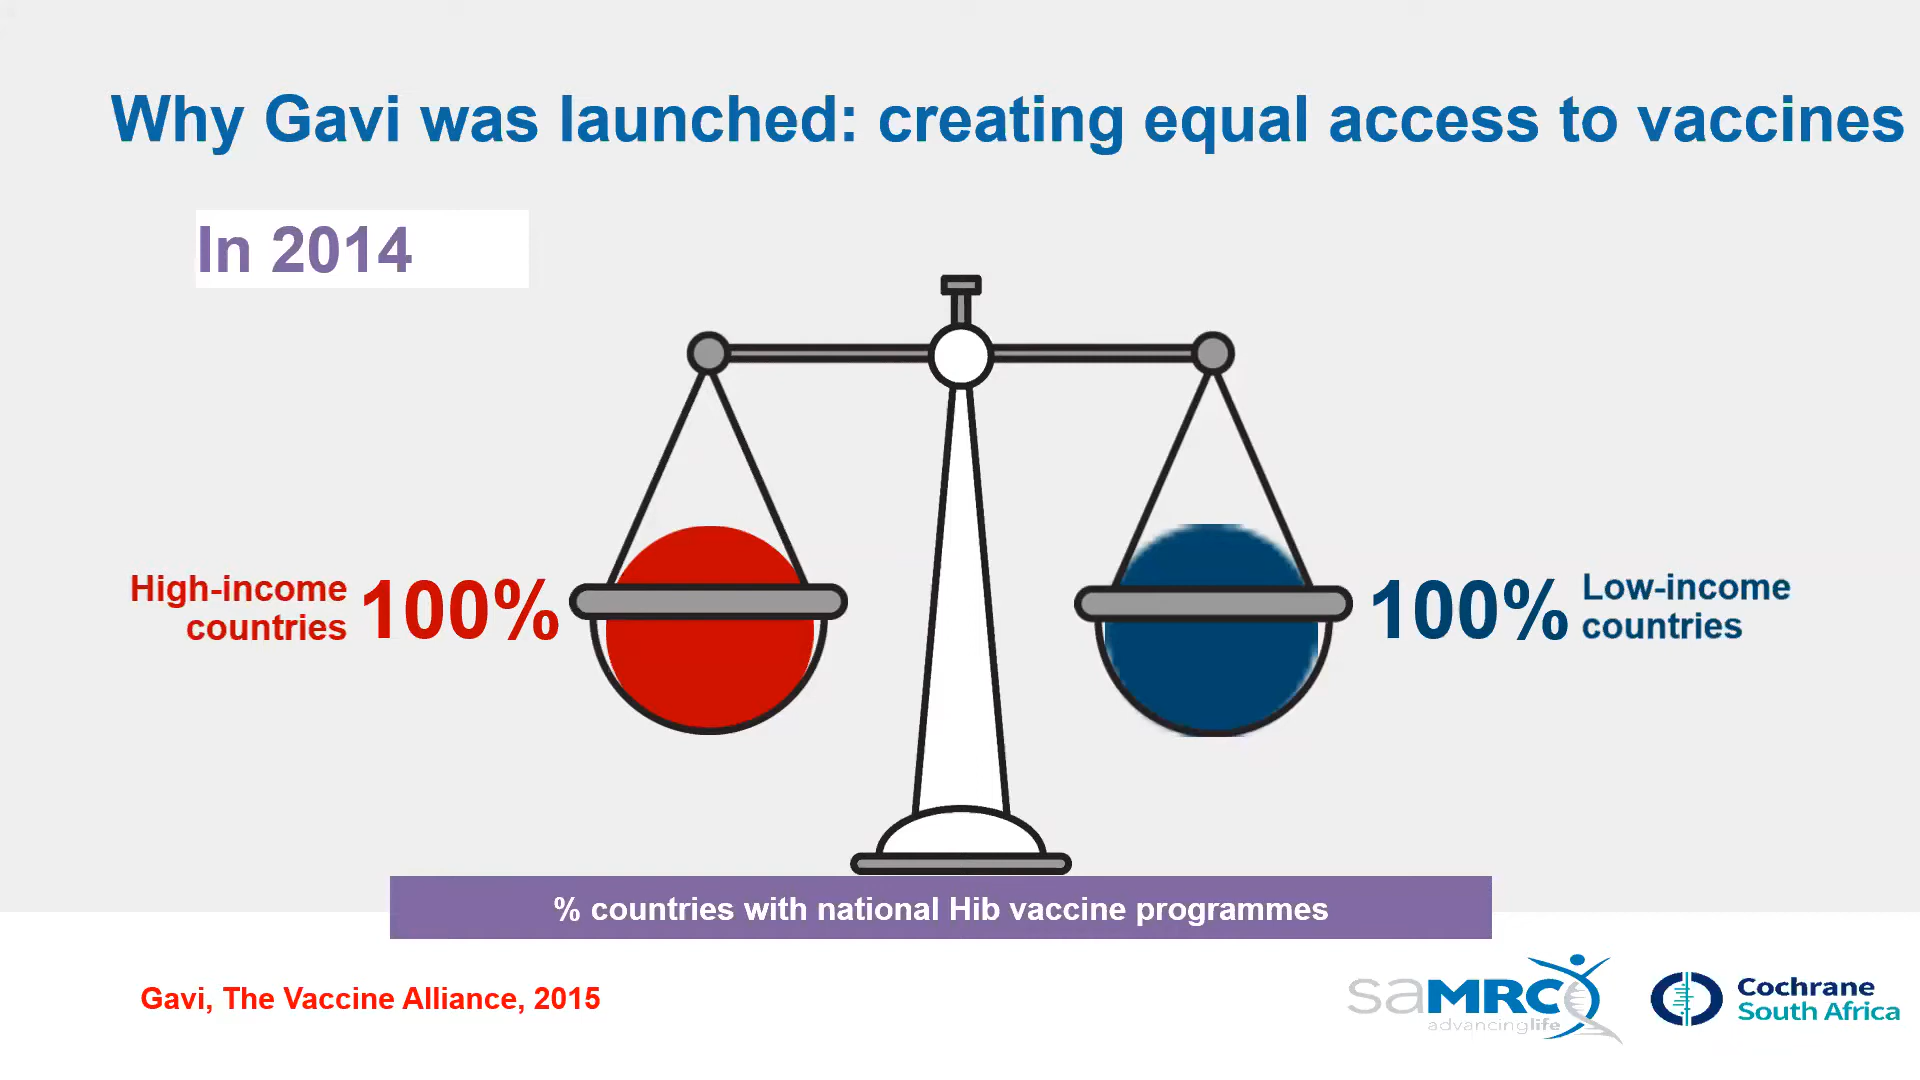 Why Gavi was launched: creating equal access to vaccines
In 2014
High-income
countries
100%
100%
Low-income
countries
% countries with national Hib vaccine programmes
Gavi, The Vaccine Alliance, 2015
saMRC
advancinglife
Cochrane
South Africa